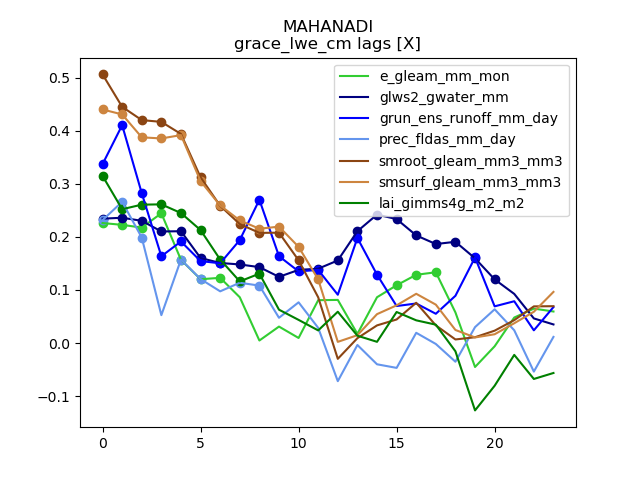 MAHANADI
grace_lwe_cm lags [X]
e_gleam_mm_mon
glws2_gwater_mm
grun_ens_runoff_mm_day
prec_fldas_mm_day
smroot_gleam_mm3_mm3
smsurf_gleam_mm3_mm3
lai_gimms4g_m2_m2
0.5
0.4
0.3
0.2
0.1
0.0
−0.1
0 5 10 15 20